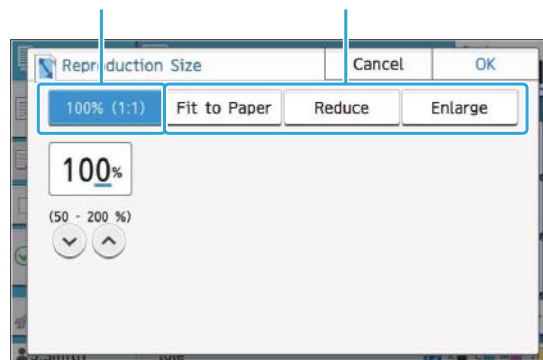 Reproduction Size Cancel OK
100% (1:1) Fit to Paper Reduce Enlarge
100%
(50 - 200 %)